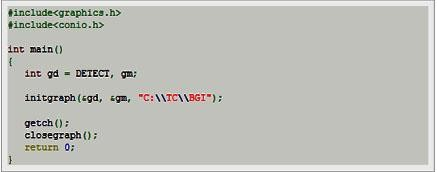 #include<graphics.h>
#include<conio.h>
int main()
{
int gd = DETECT, gm;
initgraph(&gd, &gm, "C:\\TC\\BGI");
getch();
closegraph();
return 0;
}